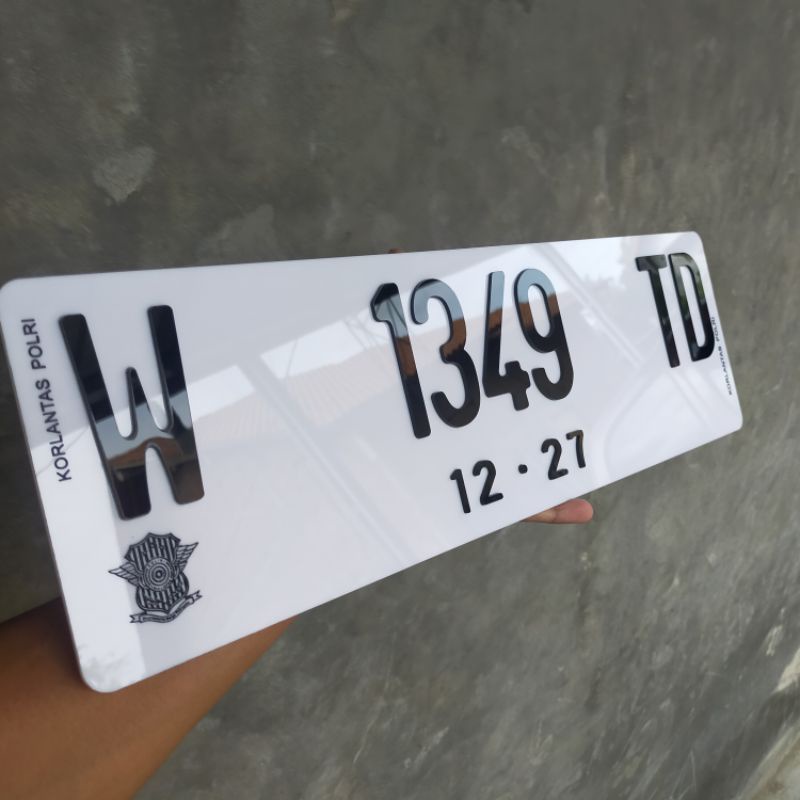 KORLANTAS POLRI
W 1349 TD
12 · 27
KORLANTAS POLRI